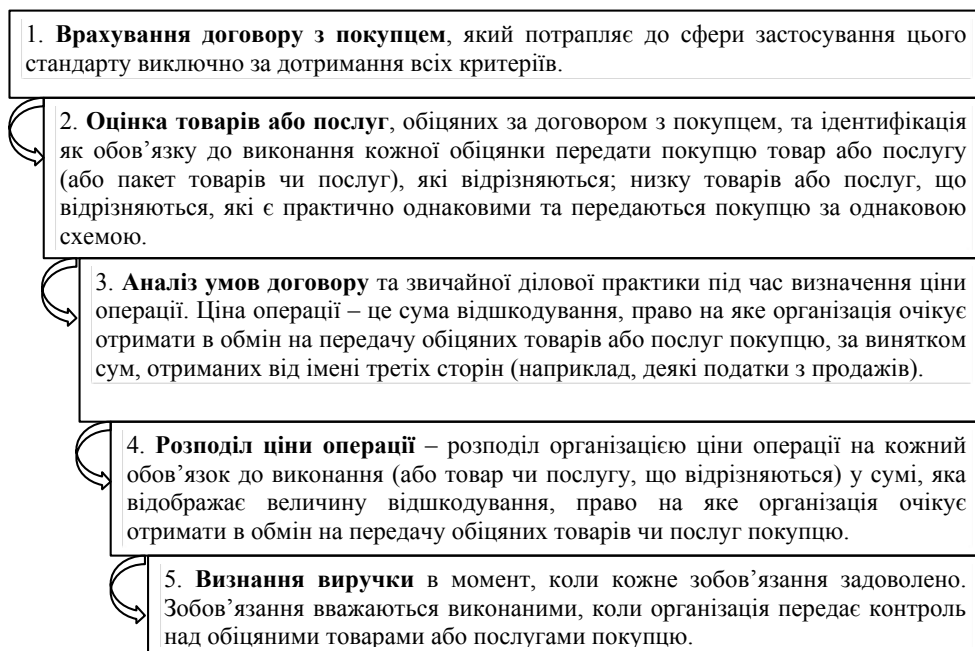 1. Врахування договору з покупцем, який потрапляє до сфери застосування цього
стандарту виключно за дотримання всіх критеріїв.
2. Оцінка товарів або послуг, обіцяних за договором з покупцем, та ідентифікація
як обов’язку до виконання кожної обіцянки передати покупцю товар або послугу
(або пакет товарів чи послуг), які відрізняються; низку товарів або послуг, що
відрізняються, які є практично однаковими та передаються покупцю за однаковою
схемою.
3. Аналіз умов договору та звичайної ділової практики під час визначення ціни
операції. Ціна операції – це сума відшкодування, право на яке організація очікує
отримати в обмін на передачу обіцяних товарів або послуг покупцю, за винятком
сум, отриманих від імені третіх сторін (наприклад, деякі податки з продажів).
4. Розподіл ціни операції – розподіл організацією ціни операції на кожний
обов’язок до виконання (або товар чи послугу, що відрізняються) у сумі, яка
відображає величину відшкодування, право на яке організація очікує
отримати в обмін на передачу обіцяних товарів чи послуг покупцю.
5. Визнання виручки в момент, коли кожне зобов’язання задоволено.
Зобов’язання вважаються виконаними, коли організація передає контроль
над обіцяними товарами або послугами покупцю.